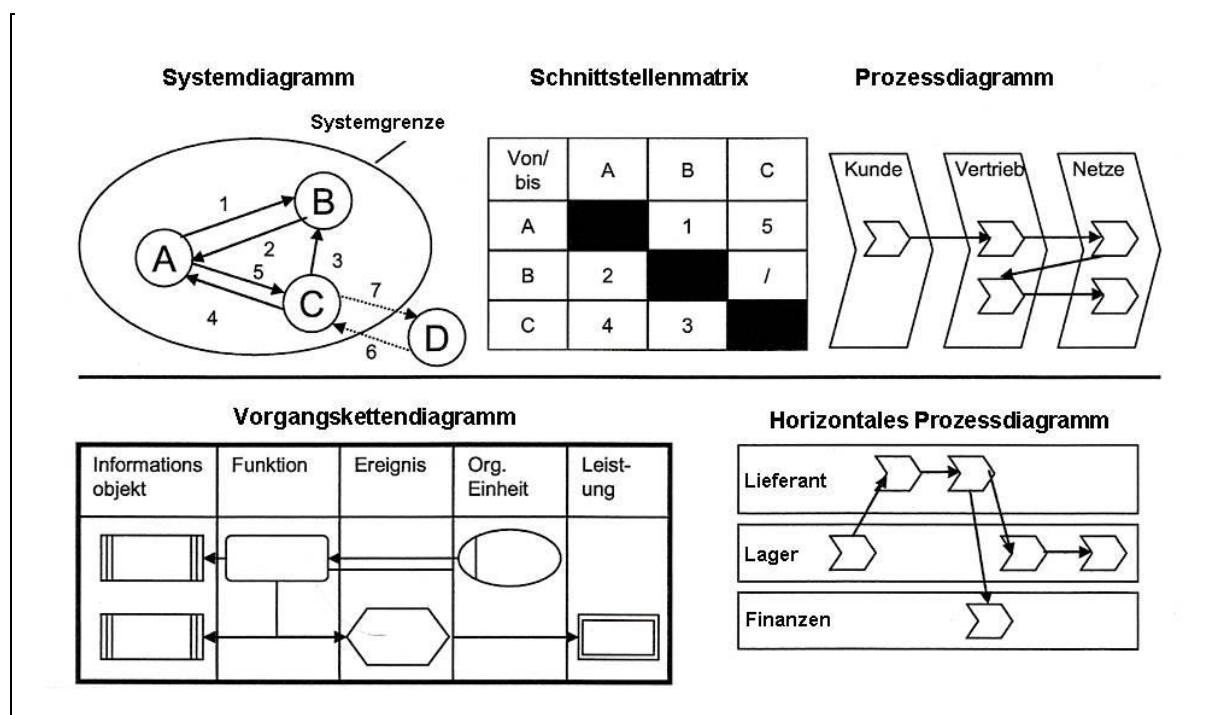 Systemdiagramm
Systemgrenze
1
B
2
A
5
3
C
7
4
6
D
Schnittstellenmatrix
Von/ bis A B C
A 1 5
B 2 /
C 4 3
Prozessdiagramm
Kunde Vertrieb Netze
Vorgangskettendiagramm
Informations Funktion Ereignis Org. Leist-
objekt Einheit ung
Horizontales Prozessdiagramm
Lieferant
Lager
Finanzen